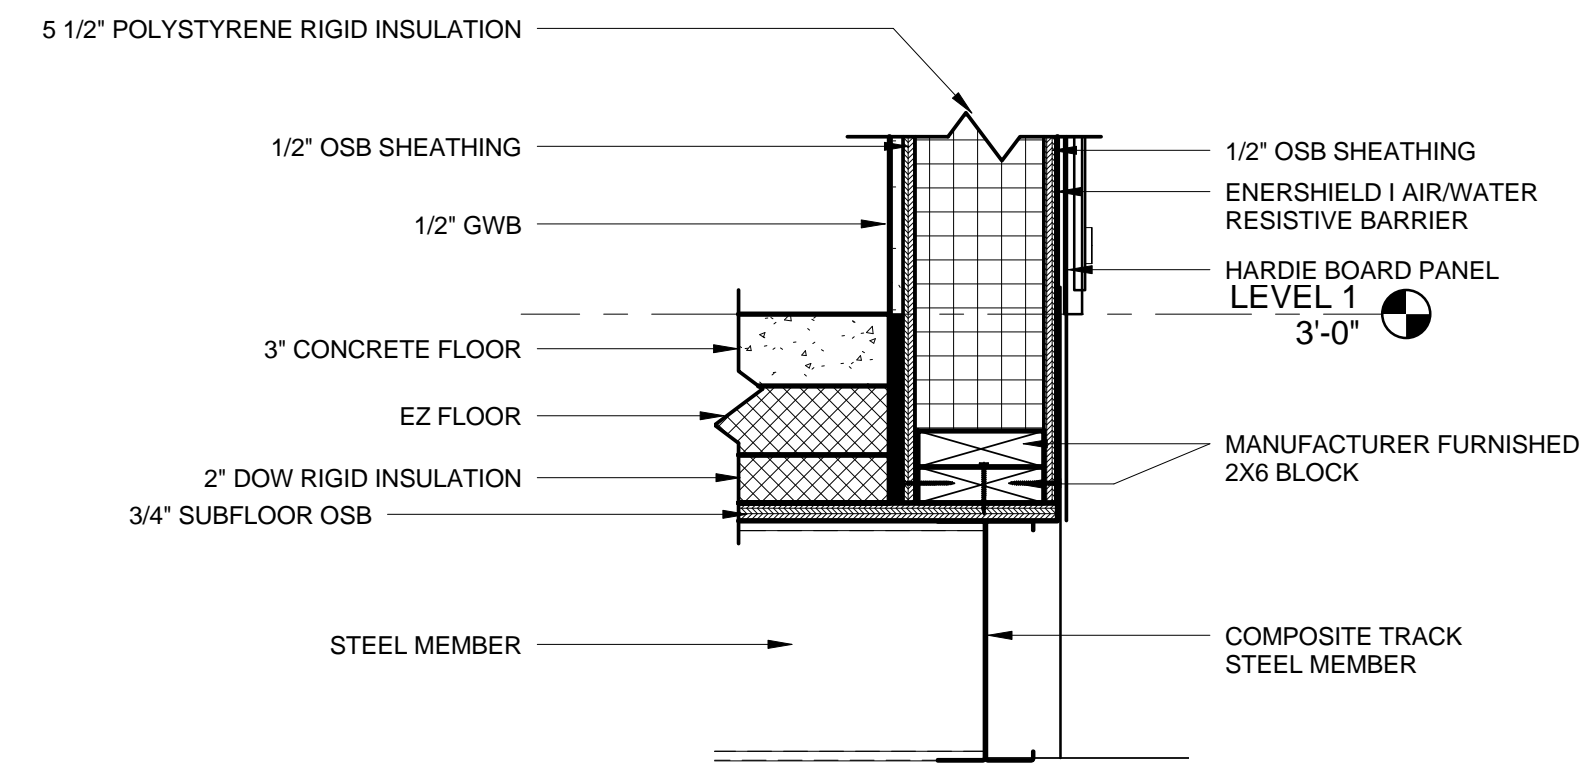 5 1/2" POLYSTYRENE RIGID INSULATION
1/2" OSB SHEATHING
1/2" GWB
3" CONCRETE FLOOR
EZ FLOOR
2" DOW RIGID INSULATION
3/4" SUBFLOOR OSB
STEEL MEMBER
1/2" OSB SHEATHING
ENERSHIELD I AIR/WATER
RESISTIVE BARRIER
HARDIE BOARD PANEL
LEVEL 1
3'-0"
MANUFACTURER FURNISHED
2X6 BLOCK
COMPOSITE TRACK
STEEL MEMBER